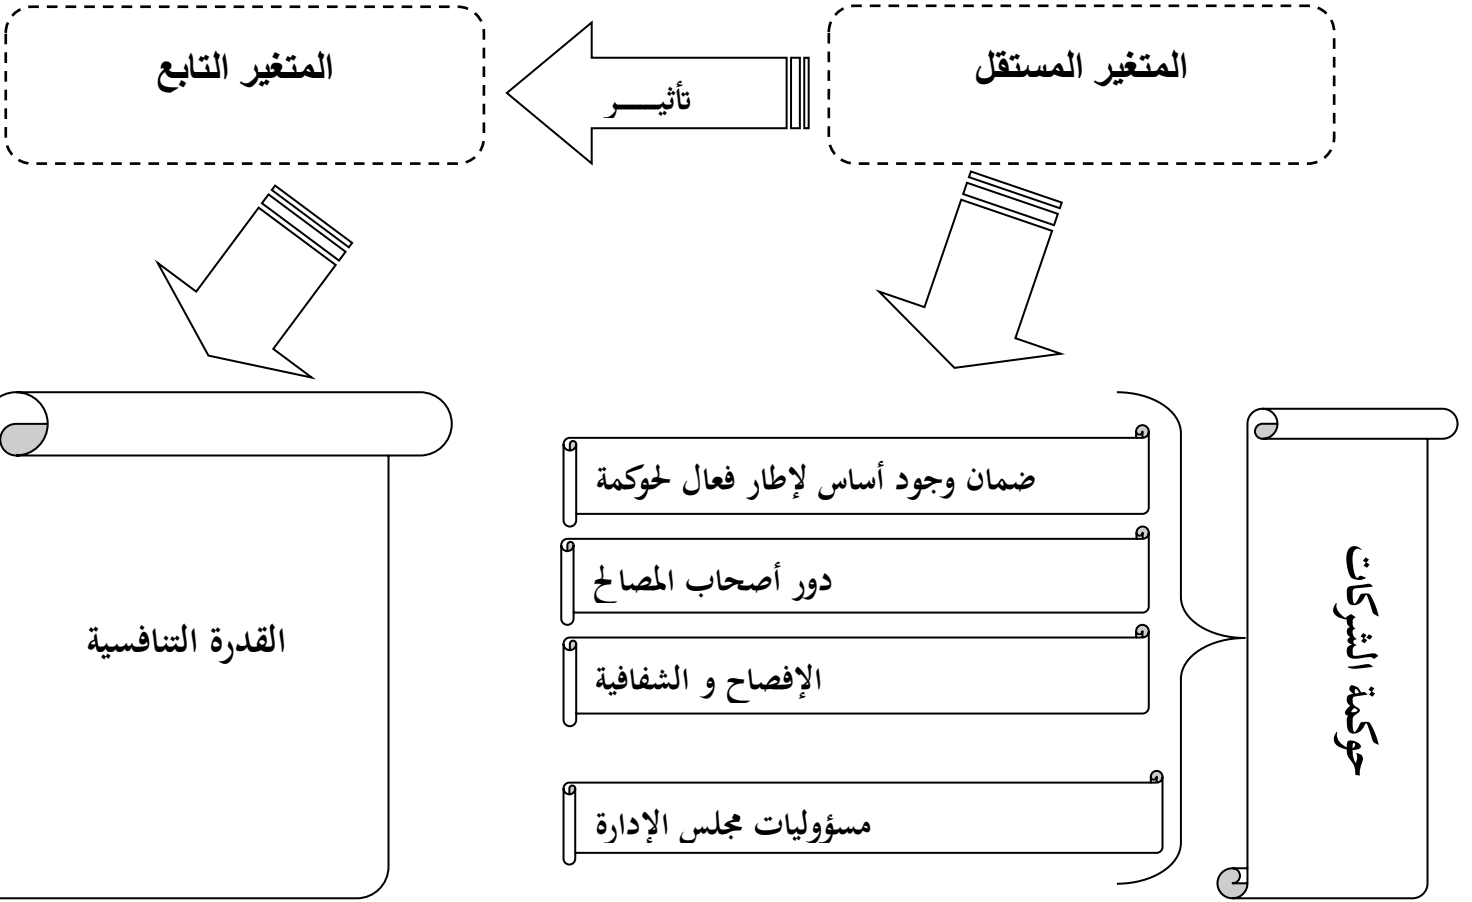 المتغير المستقل
تأثيـــــر
المتغير التابع
حوكمة الشركات
ضمان وجود أساس لإطار فعال لحوكمة
دور أصحاب المصالح
الإفصاح و الشفافية
مسؤوليات مجلس الإدارة
القدرة التنافسية